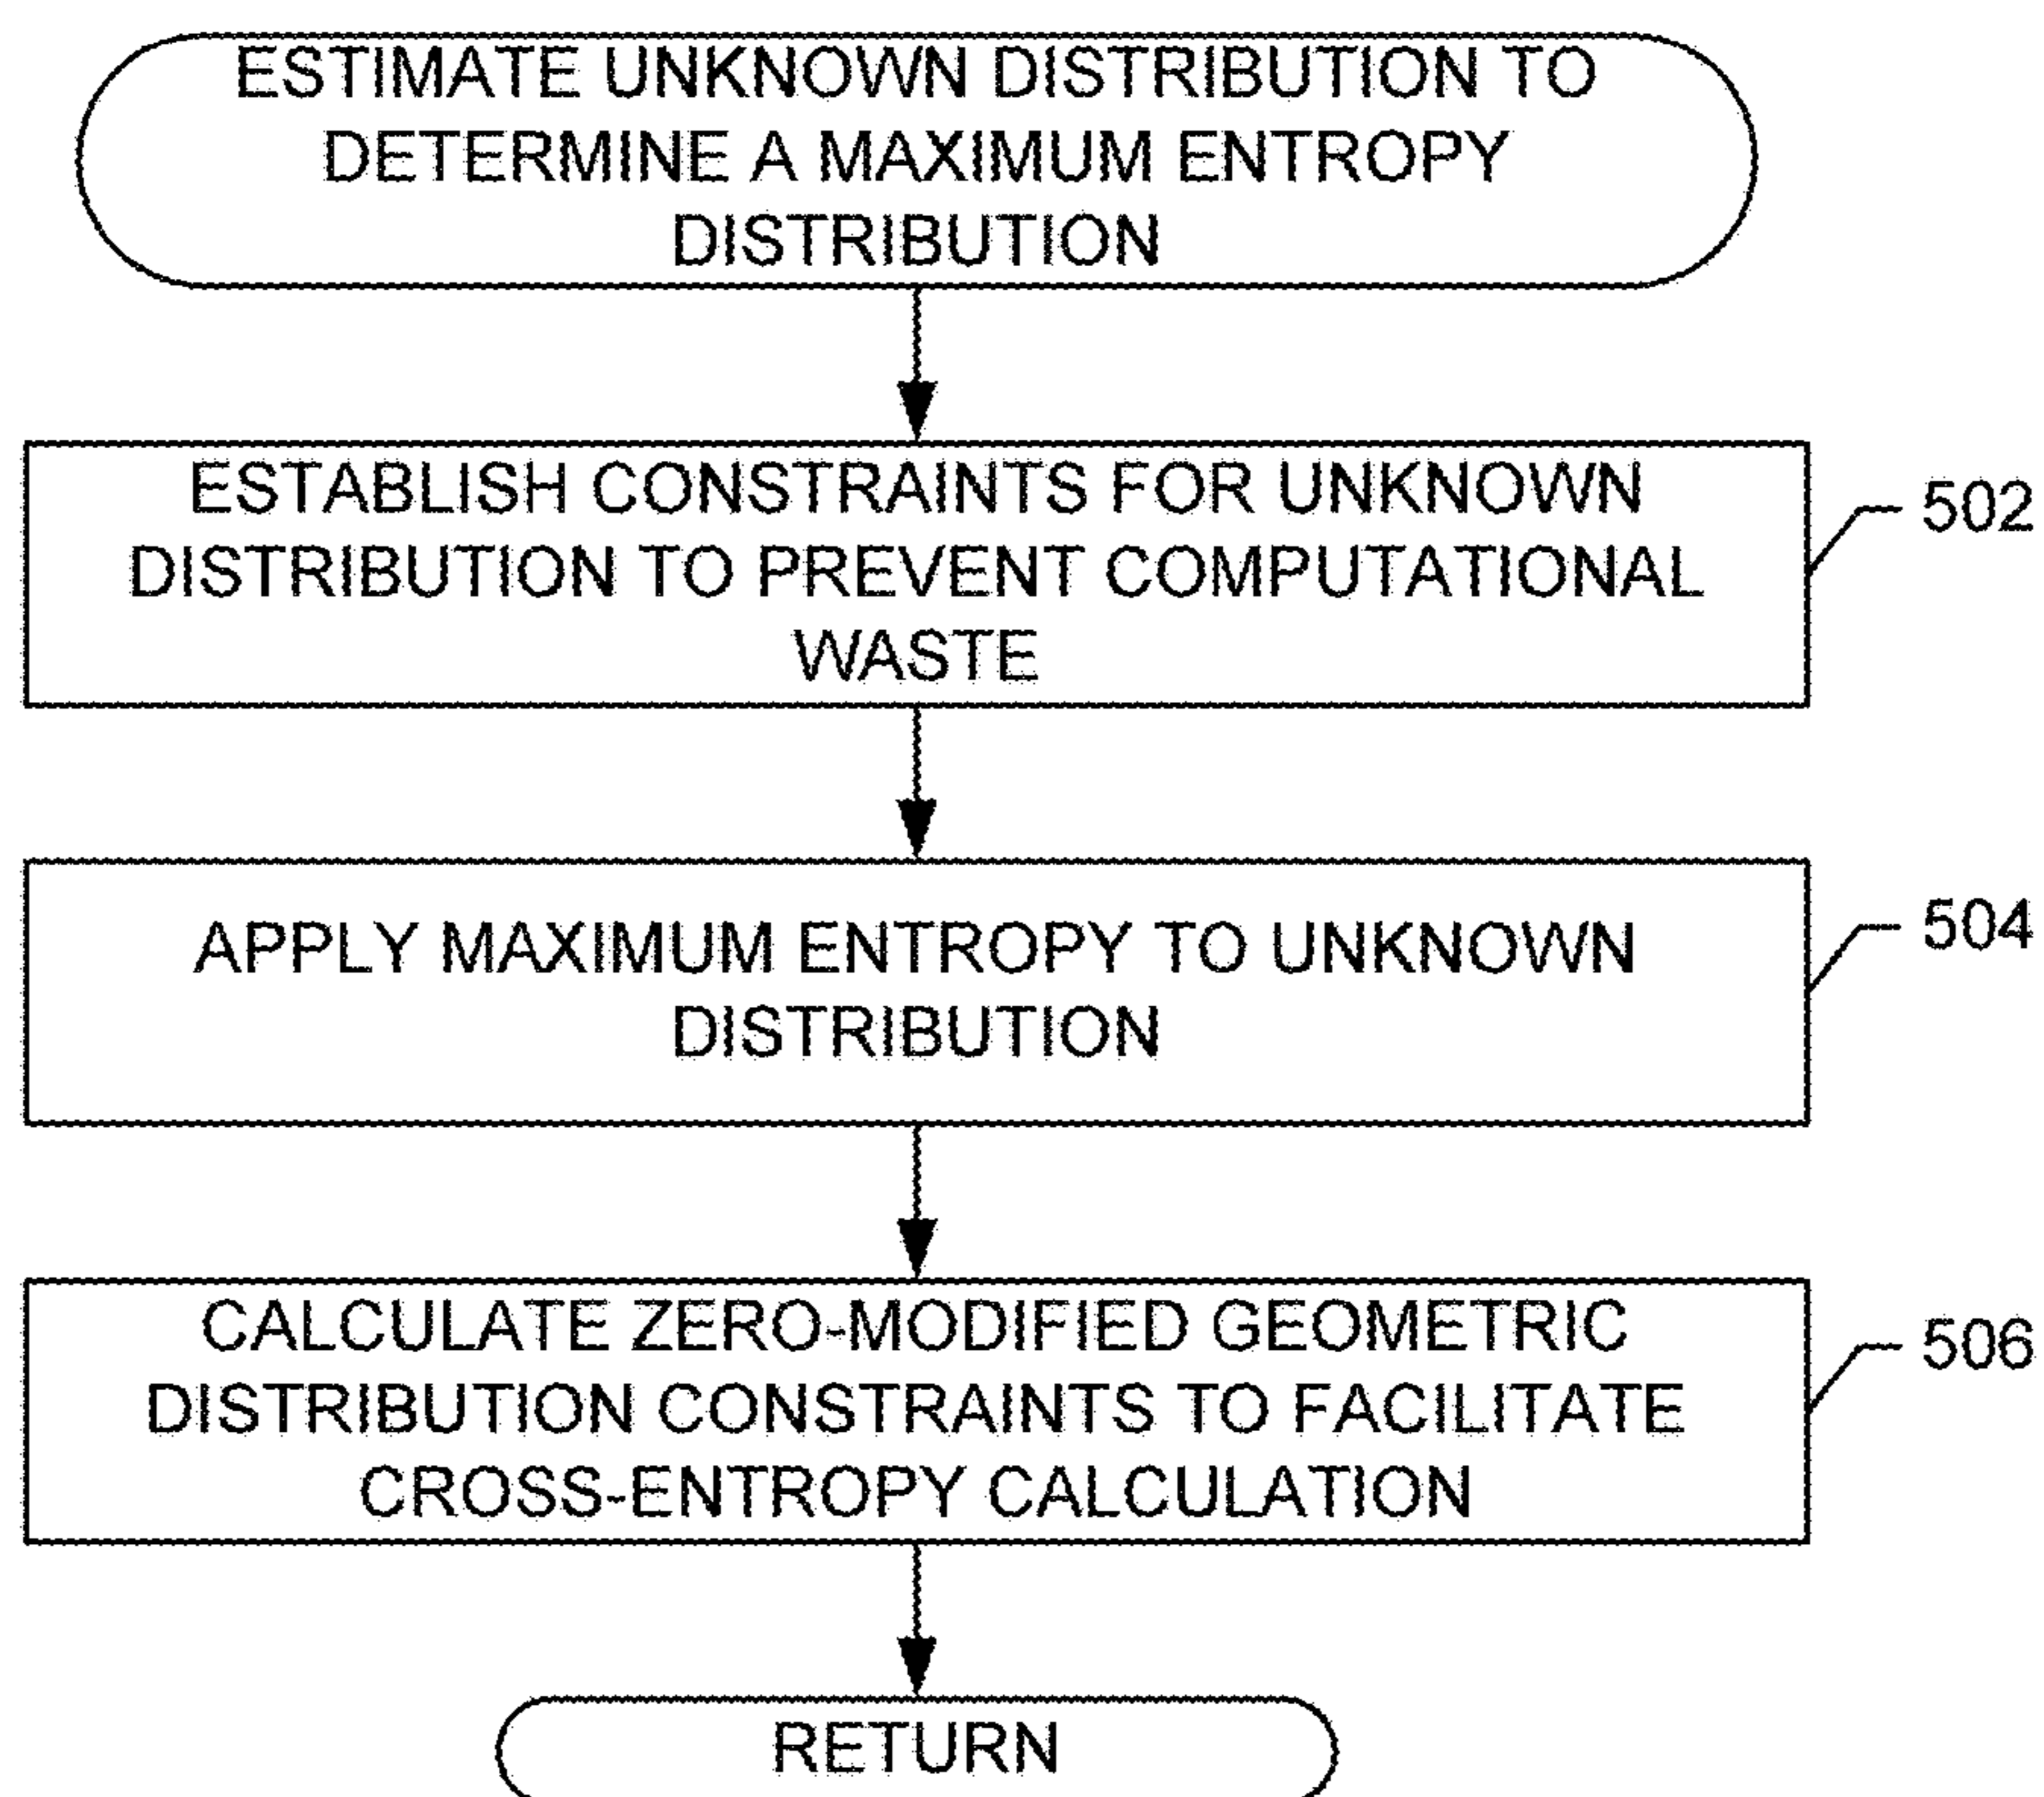 ESTIMATE UNKNOWN DISTRIBUTION TO
DETERMINE A MAXIMUM ENTROPY
DISTRIBUTION
ESTABLISH CONSTRAINTS FOR UNKNOWN
DISTRIBUTION TO PREVENT COMPUTATIONAL
WASTE
502
APPLY MAXIMUM ENTROPY TO UNKNOWN
DISTRIBUTION
504
CALCULATE ZERO-MODIFIED GEOMETRIC
DISTRIBUTION CONSTRAINTS TO FACILITATE
CROSS-ENTROPY CALCULATION
506
RETURN